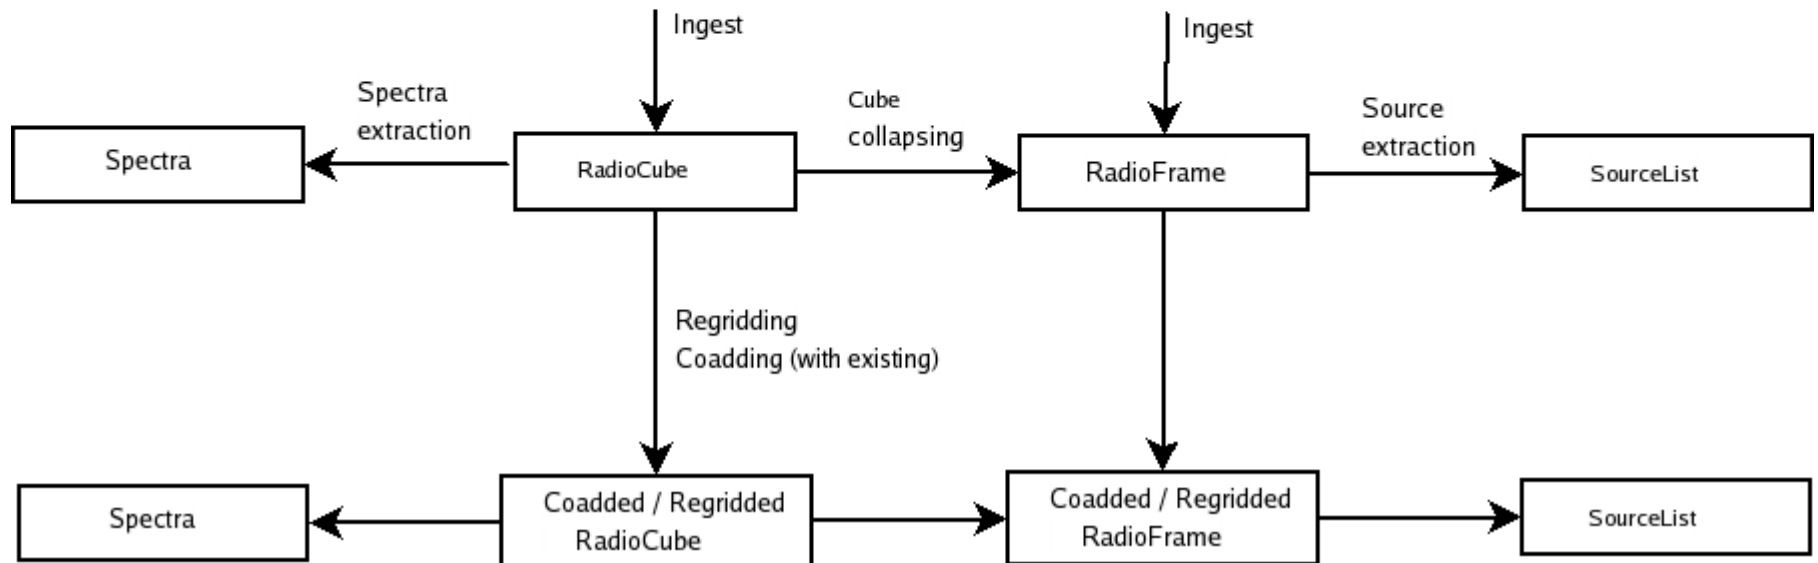 Ingest
Ingest
Spectra
extraction
Cube
collapsing
Source
extraction
Spectra
RadioCube
RadioFrame
SourceList
Regridding
Coadding (with existing)
Spectra
Coadded / Regridded
RadioCube
Coadded / Regridded
RadioFrame
SourceList